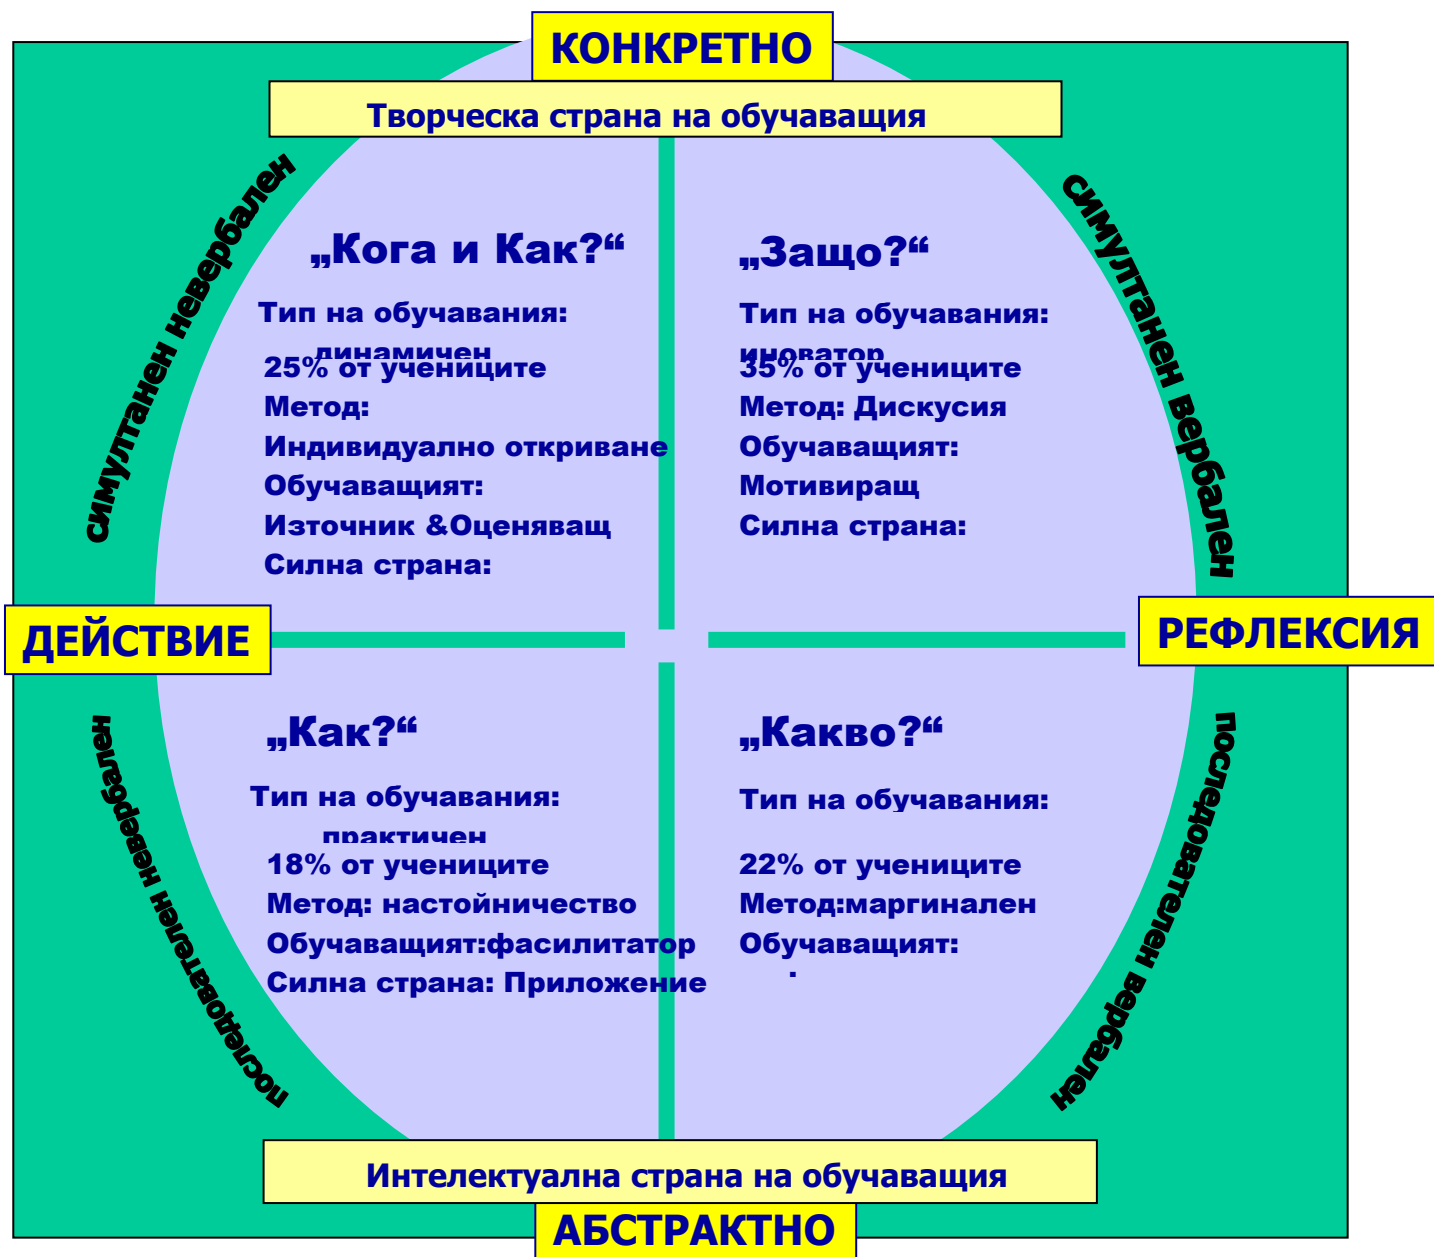 КОНКРЕТНО
Творческа страна на обучаващия
симултанен невербален
симултанен вербален
„Кога и Как?“
Тип на обучавания:
динамичен
25% от учениците
Метод:
Индивидуално откриване
Обучаващият:
Източник &Оценяващ
Силна страна:
„Защо?“
Тип на обучавания:
иноватор
35% от учениците
Метод: Дискусия
Обучаващият:
Мотивиращ
Силна страна:
ДЕЙСТВИЕ
РЕФЛЕКСИЯ
„Как?“
Тип на обучавания:
практичен
18% от учениците
Метод: настойничество
Обучаващият:фасилитатор
Силна страна: Приложение
„Какво?“
Тип на обучавания:
22% от учениците
Метод:маргинален
Обучаващият:
последователен невербален
последователен вербален
Интелектуална страна на обучаващия
АБСТРАКТНО